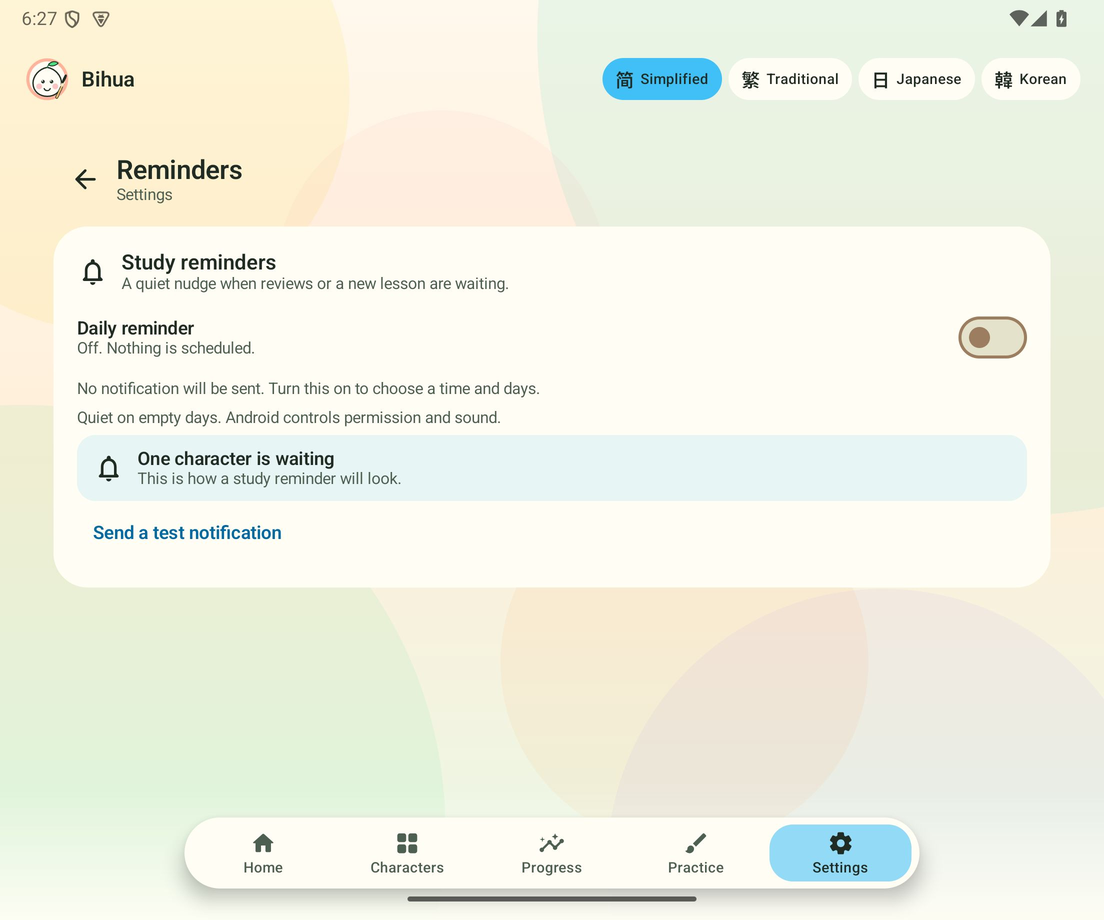 6:27
Bihua
简 Simplified
繁 Traditional
日 Japanese
韓 Korean
Reminders
Settings
Study reminders
A quiet nudge when reviews or a new lesson are waiting.
Daily reminder
Off. Nothing is scheduled.
No notification will be sent. Turn this on to choose a time and days.
Quiet on empty days. Android controls permission and sound.
One character is waiting
This is how a study reminder will look.
Send a test notification
Home
Characters
Progress
Practice
Settings